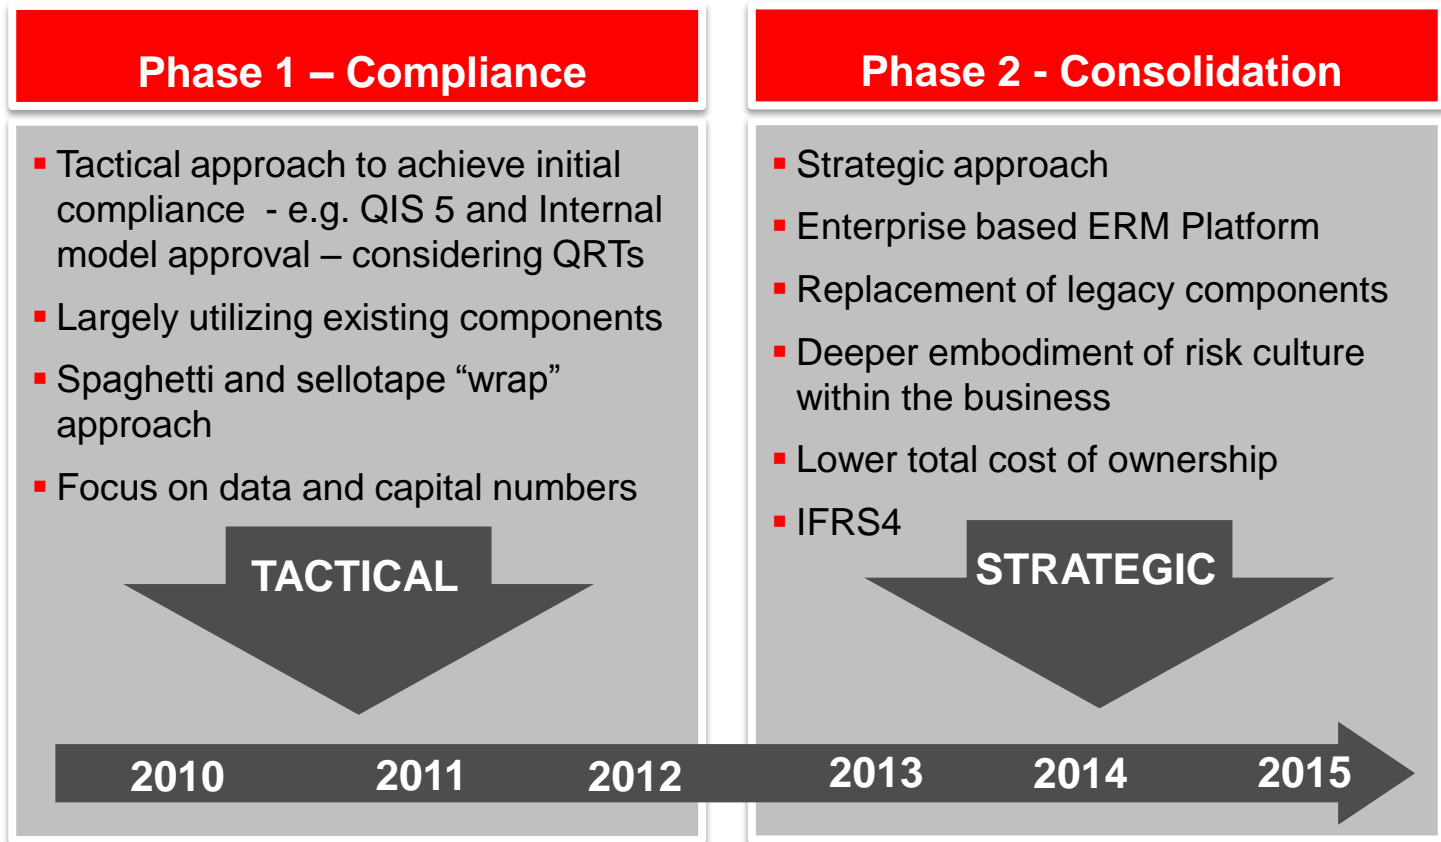 Phase 1 – Compliance
▪ Tactical approach to achieve initial
compliance  - e.g. QIS 5 and Internal
model approval – considering QRTs
▪ Largely utilizing existing components
▪ Spaghetti and sellotape “wrap”
approach
▪ Focus on data and capital numbers
TACTICAL
Phase 2 - Consolidation
▪ Strategic approach
▪ Enterprise based ERM Platform
▪ Replacement of legacy components
▪ Deeper embodiment of risk culture
within the business
▪ Lower total cost of ownership
▪ IFRS4
STRATEGIC
2010 2011 2012 2013 2014 2015